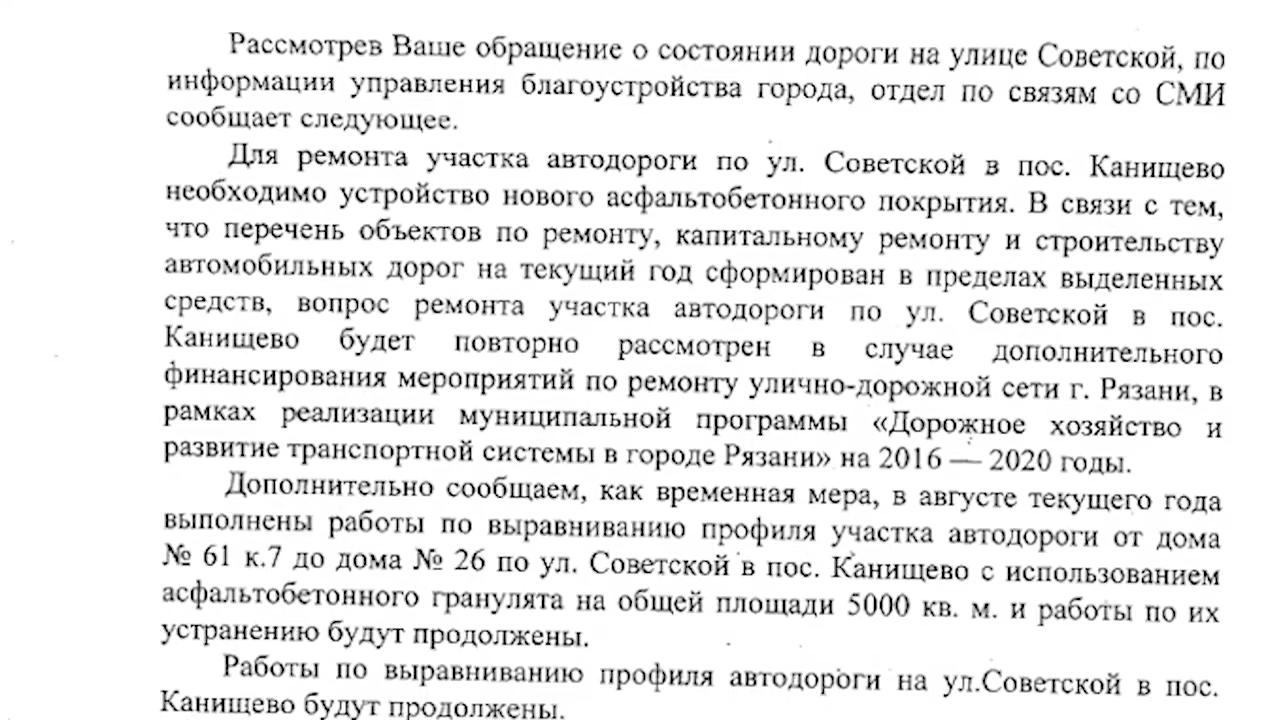 Рассмотрев Ваше обращение о состоянии дороги на улице Советской, по
информации управления благоустройства города, отдел по связям со СМИ
сообщает следующее.
Для ремонта участка автодороги по ул. Советской в пос. Канищево
необходимо устройство нового асфальтобетонного покрытия. В связи с тем,
что перечень объектов по ремонту, капитальному ремонту и строительству
автомобильных дорог на текущий год сформирован в пределах выделенных
средств, вопрос ремонта участка автодороги по ул. Советской в пос.
Канищево будет повторно рассмотрен в случае дополнительного
финансирования мероприятий по ремонту улично-дорожной сети г. Рязани, в
рамках реализации муниципальной программы «Дорожное хозяйство и
развитие транспортной системы в городе Рязани» на 2016 — 2020 годы.
Дополнительно сообщаем, как временная мера, в августе текущего года
выполнены работы по выравниванию профиля участка автодороги от дома
№ 61 к.7 до дома № 26 по ул. Советской в пос. Канищево с использованием
асфальтобетонного гранулята на общей площади 5000 кв. м. и работы по их
устранению будут продолжены.
Работы по выравниванию профиля автодороги на ул.Советской в пос.
Канищево будут продолжены.